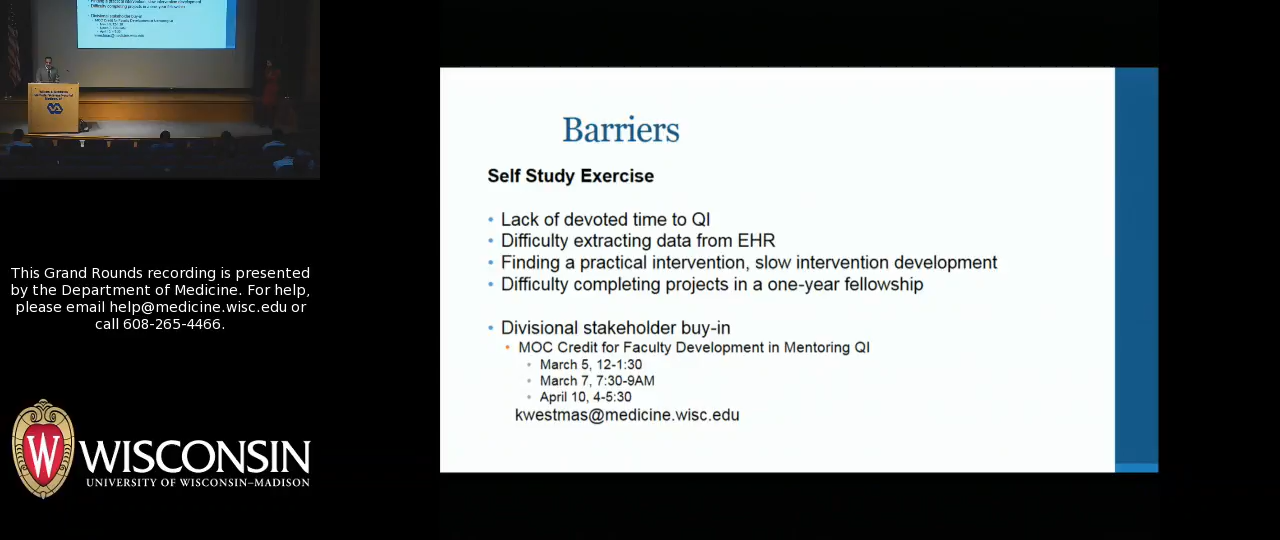 This Grand Rounds recording is presented
by the Department of Medicine. For help,
please email help@medicine.wisc.edu or
call 608-265-4466.
W
WISCONSIN
UNIVERSITY OF WISCONSIN–MADISON
Barriers
Self Study Exercise
• Lack of devoted time to QI
• Difficulty extracting data from EHR
• Finding a practical intervention, slow intervention development
• Difficulty completing projects in a one-year fellowship
• Divisional stakeholder buy-in
• MOC Credit for Faculty Development in Mentoring QI
• March 5, 12-1:30
• March 7, 7:30-9AM
• April 10, 4-5:30
kwestmas@medicine.wisc.edu